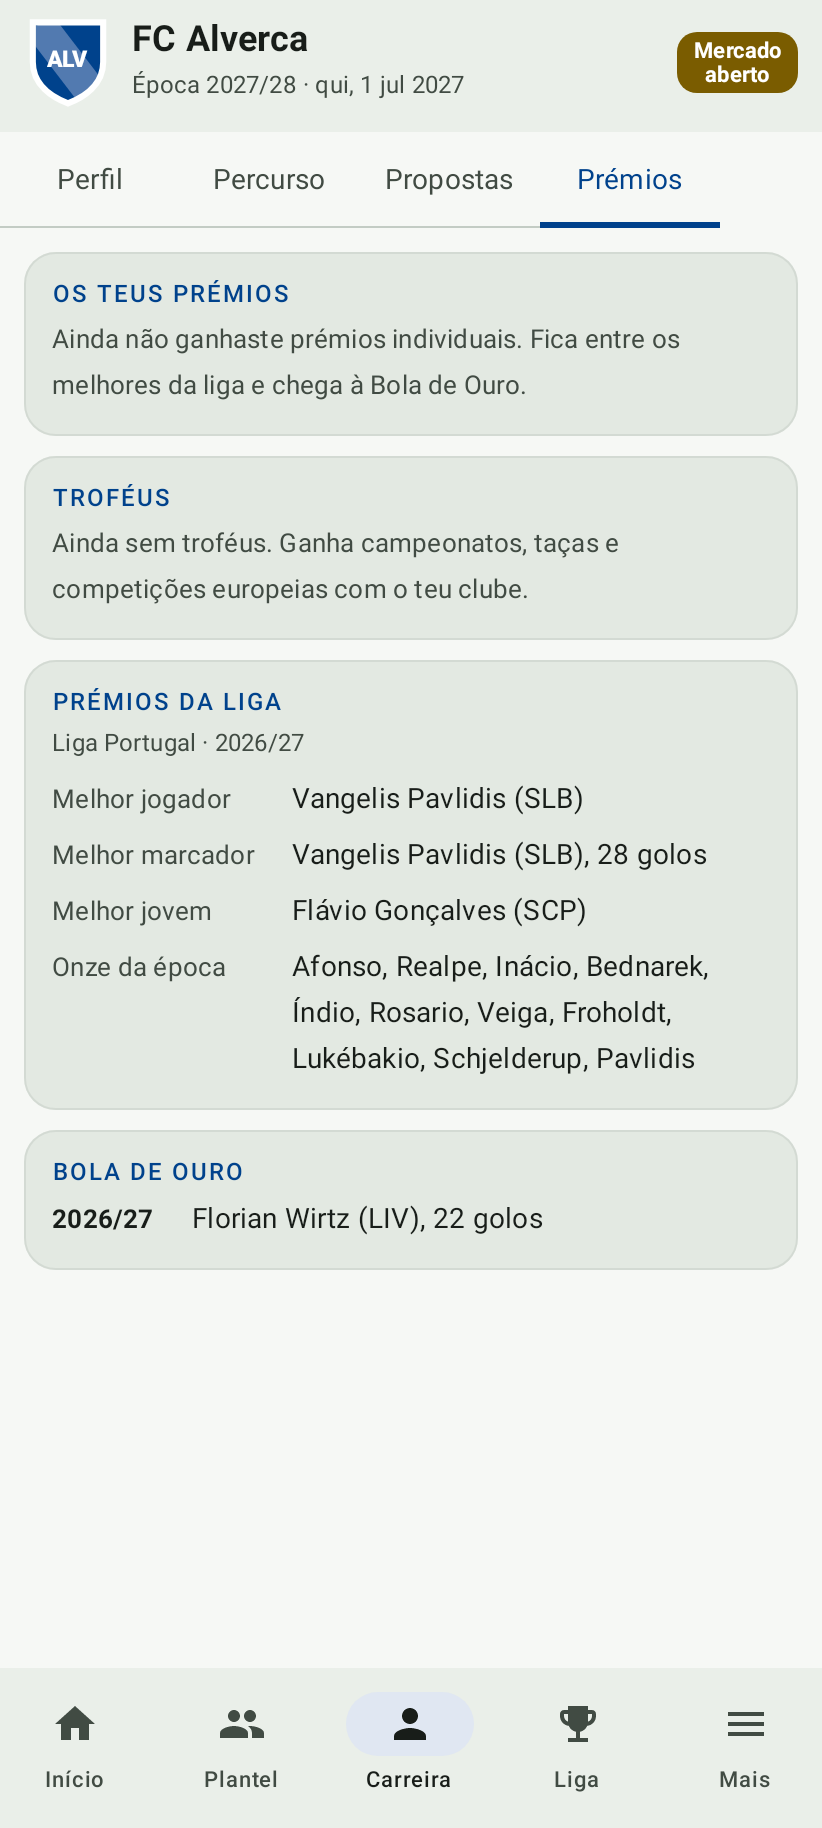 ALV
FC Alverca
Época 2027/28 · qui, 1 jul 2027
Mercado
aberto
Perfil
Percurso
Propostas
Prémios
OS TEUS PRÉMIOS
Ainda não ganhaste prémios individuais. Fica entre os
melhores da liga e chega à Bola de Ouro.
TROFÉUS
Ainda sem troféus. Ganha campeonatos, taças e
competições europeias com o teu clube.
PRÉMIOS DA LIGA
Liga Portugal · 2026/27
Melhor jogador Vangelis Pavlidis (SLB)
Melhor marcador Vangelis Pavlidis (SLB), 28 golos
Melhor jovem Flávio Gonçalves (SCP)
Onze da época Afonso, Realpe, Inácio, Bednarek,
Índio, Rosario, Veiga, Froholdt,
Lukébakio, Schjelderup, Pavlidis
BOLA DE OURO
2026/27 Florian Wirtz (LIV), 22 golos
Início
Plantel
Carreira
Liga
Mais